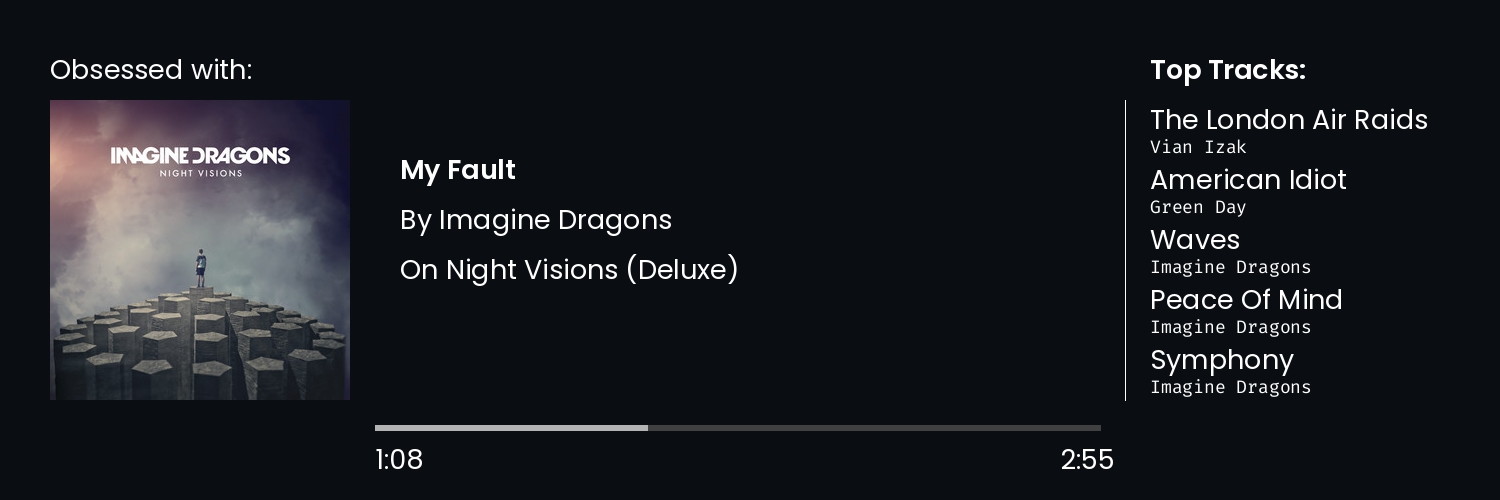 Obsessed with:
IMAGINE DRAGONS
NIGHT VISIONS
My Fault
By Imagine Dragons
On Night Visions (Deluxe)
1:08
2:55
Top Tracks:
The London Air Raids
Vian Izak
American Idiot
Green Day
Waves
Imagine Dragons
Peace Of Mind
Imagine Dragons
Symphony
Imagine Dragons